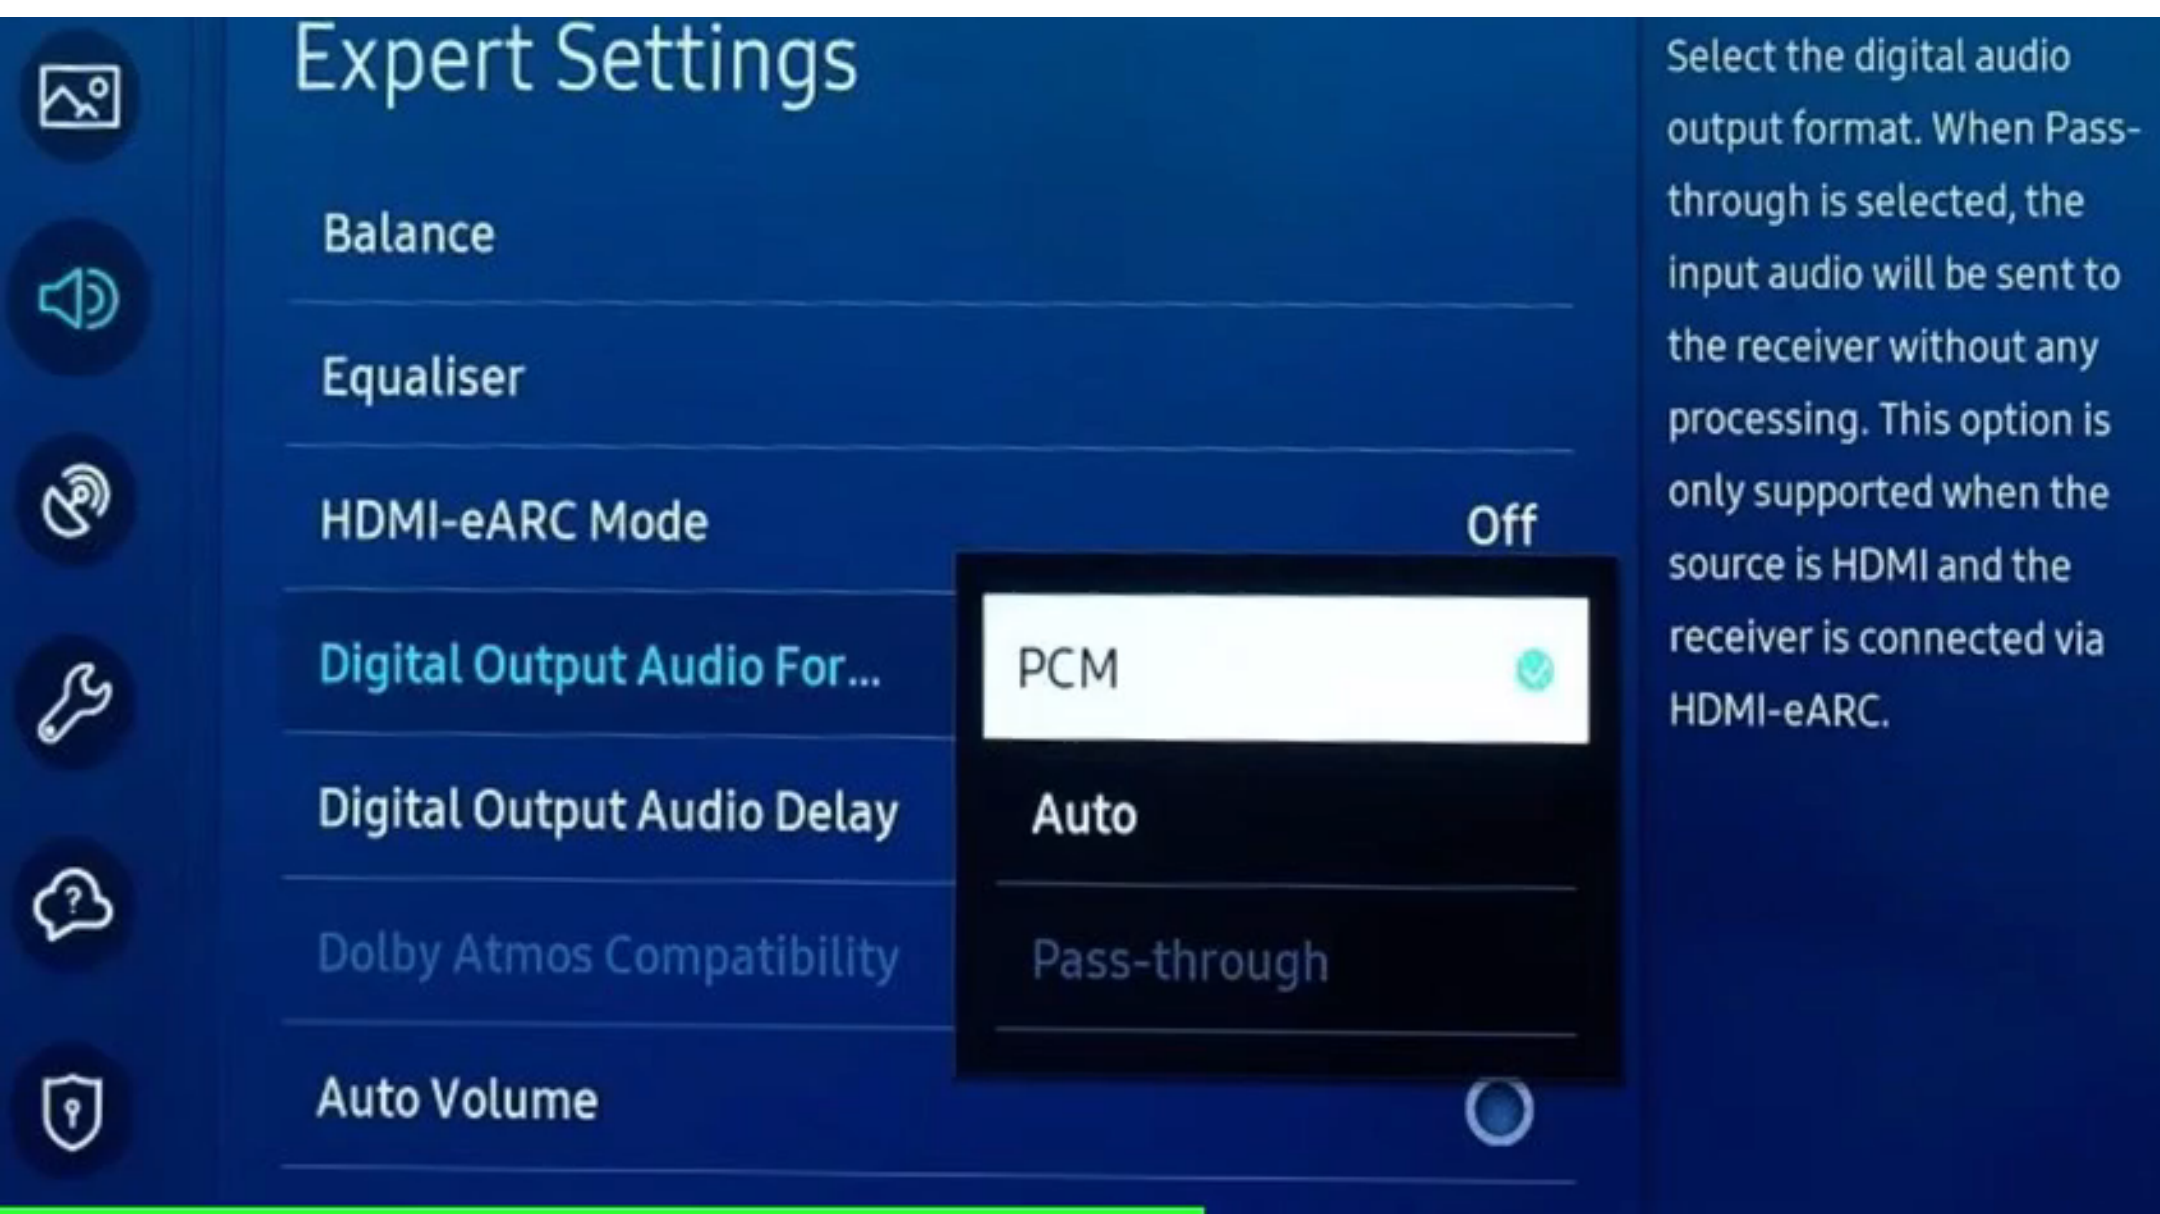 Expert Settings
Balance
Equaliser
HDMI-eARC Mode Off
Digital Output Audio For...
PCM
Auto
Pass-through
Digital Output Audio Delay
Dolby Atmos Compatibility
Auto Volume
Select the digital audio
output format. When Pass-
through is selected, the
input audio will be sent to
the receiver without any
processing. This option is
only supported when the
source is HDMI and the
receiver is connected via
HDMI-eARC.